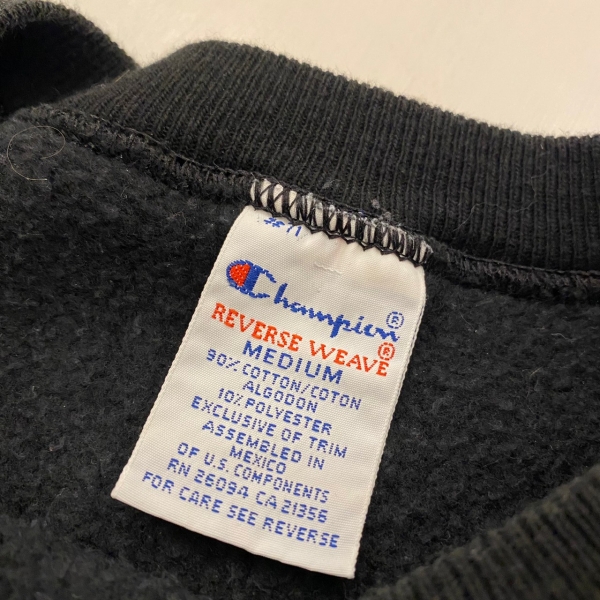 #71
Champion®
REVERSE WEAVE®
MEDIUM
90% COTTON/COTON
ALGODON
10% POLYESTER
EXCLUSIVE OF TRIM
ASSEMBLED IN
MEXICO
OF U.S. COMPONENTS
RN 26094 CA 21356
FOR CARE SEE REVERSE